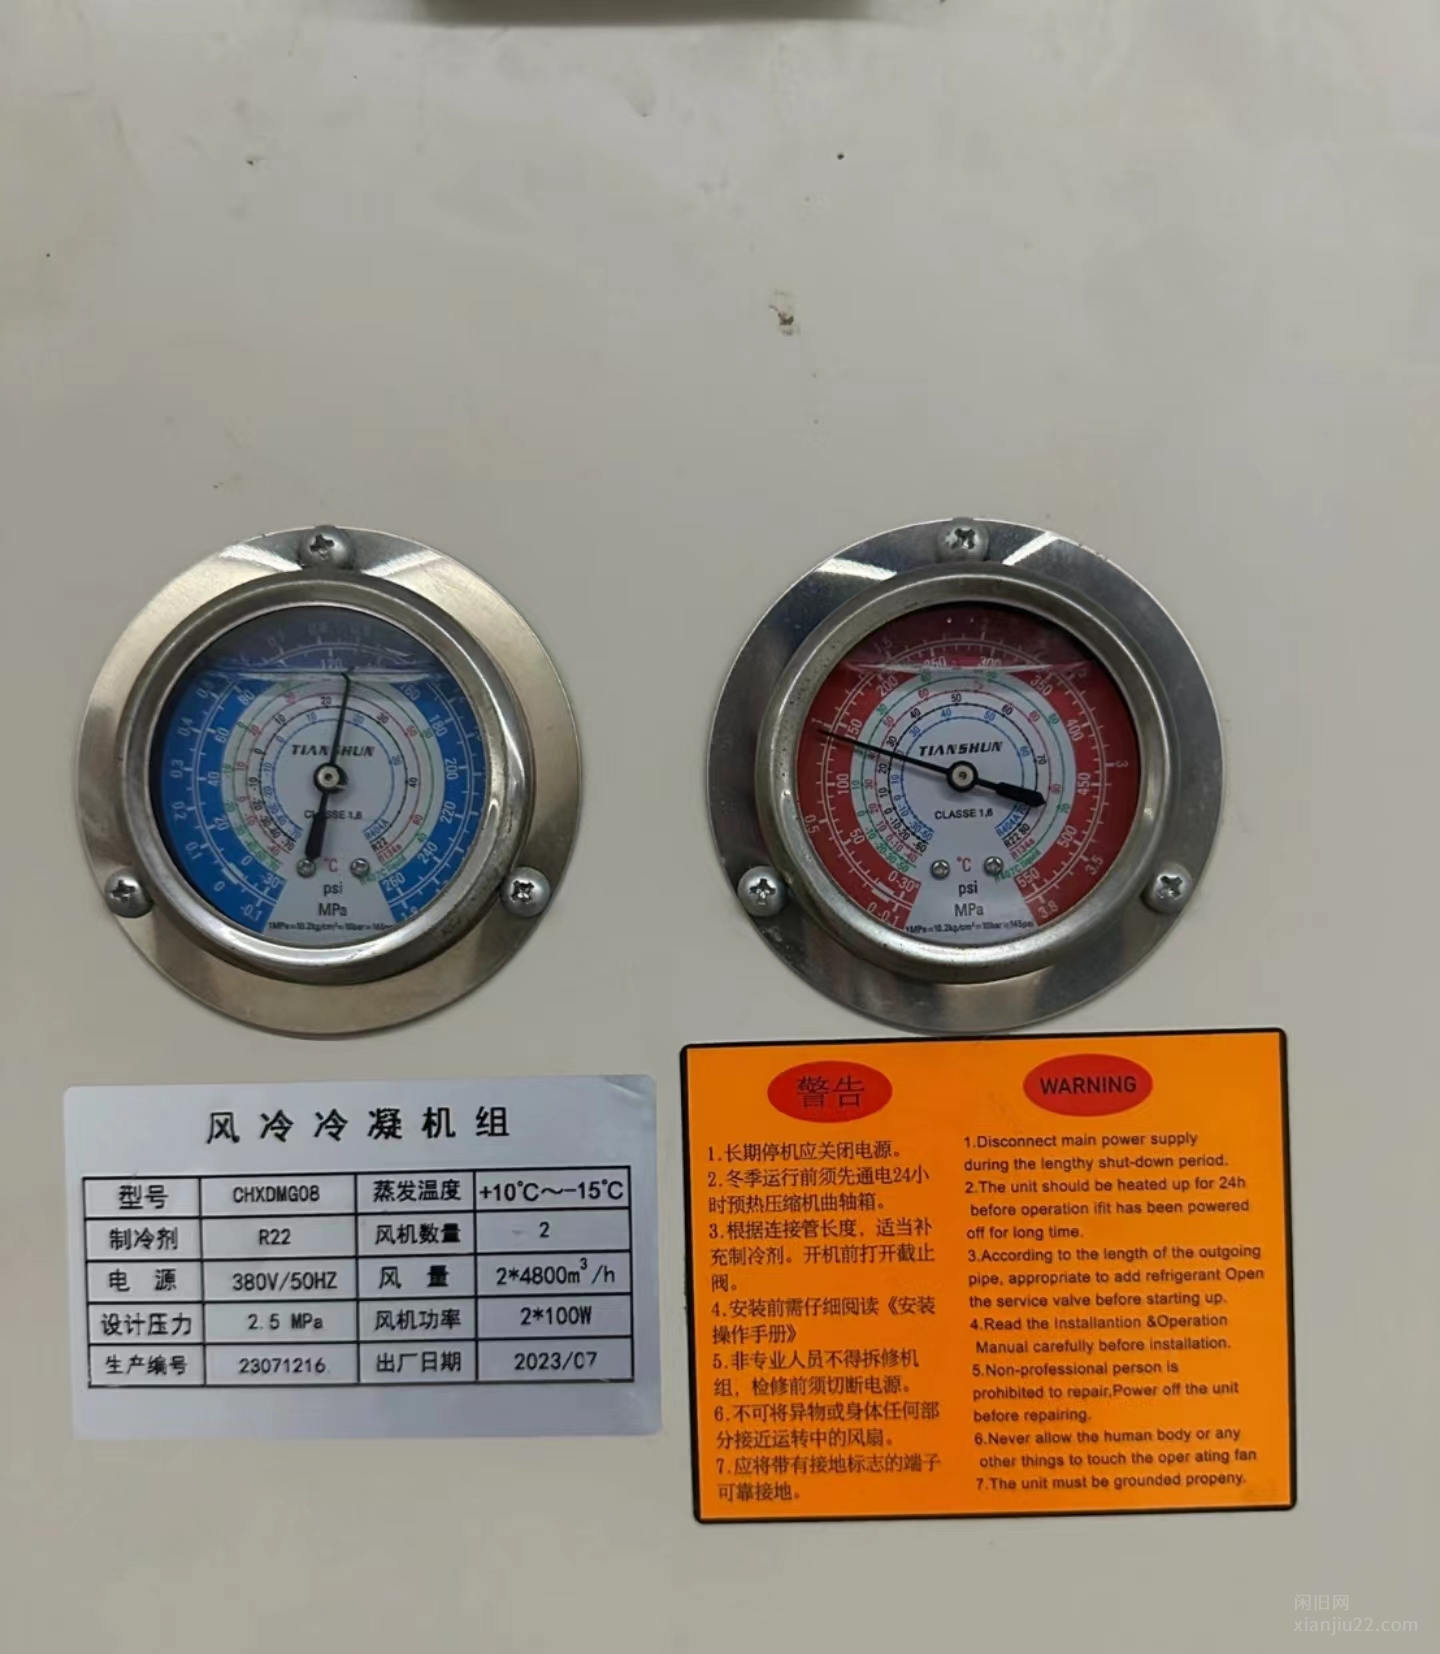 TIANSHUN
CLASSE 1,6
R404A
R22
R134a
°C
psi
MPa
TIANSHUN
CLASSE 1,6
R404A
R22
R134a
R407C liquid
°C
psi
MPa
风冷冷凝机组
型号 CHXDMG08 蒸发温度 +10℃～-15℃
制冷剂 R22 风机数量 2
电 源 380V/50HZ 风 量 2*4800m³/h
设计压力 2.5 MPa 风机功率 2*100W
生产编号 23071216 出厂日期 2023/07
警告
1.长期停机应关闭电源。
2.冬季运行前须先通电24小
时预热压缩机曲轴箱。
3.根据连接管长度，适当补
充制冷剂。开机前打开截止
阀。
4.安装前需仔细阅读《安装
操作手册》
5.非专业人员不得拆修机
组，检修前须切断电源。
6.不可将异物或身体任何部
分接近运转中的风扇。
7.应将带有接地标志的端子
可靠接地。
WARNING
1.Disconnect main power supply
during the lengthy shut-down period.
2.The unit should be heated up for 24h
before operation ifit has been powered
off for long time.
3.According to the length of the outgoing
pipe, appropriate to add refrigerant Open
the service valve before starting up.
4.Read the Installantion &Operation
Manual carefully before installation.
5.Non-professional person is
prohibited to repair,Power off the unit
before repairing.
6.Never allow the human body or any
other things to touch the oper ating fan
7.The unit must be grounded propeny.
闲旧网
xianjiu22.com